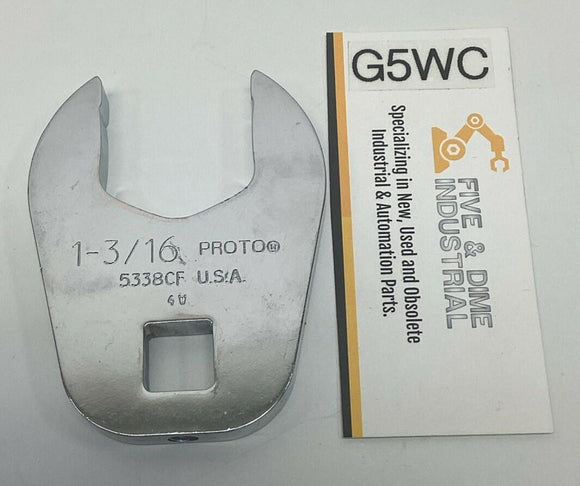 1-3/16 PROTO®
5338CF U.S.A.
G5WC
FIVE & DIME
INDUSTRIAL
Specializing in New, Used and Obsolete
Industrial & Automation Parts.